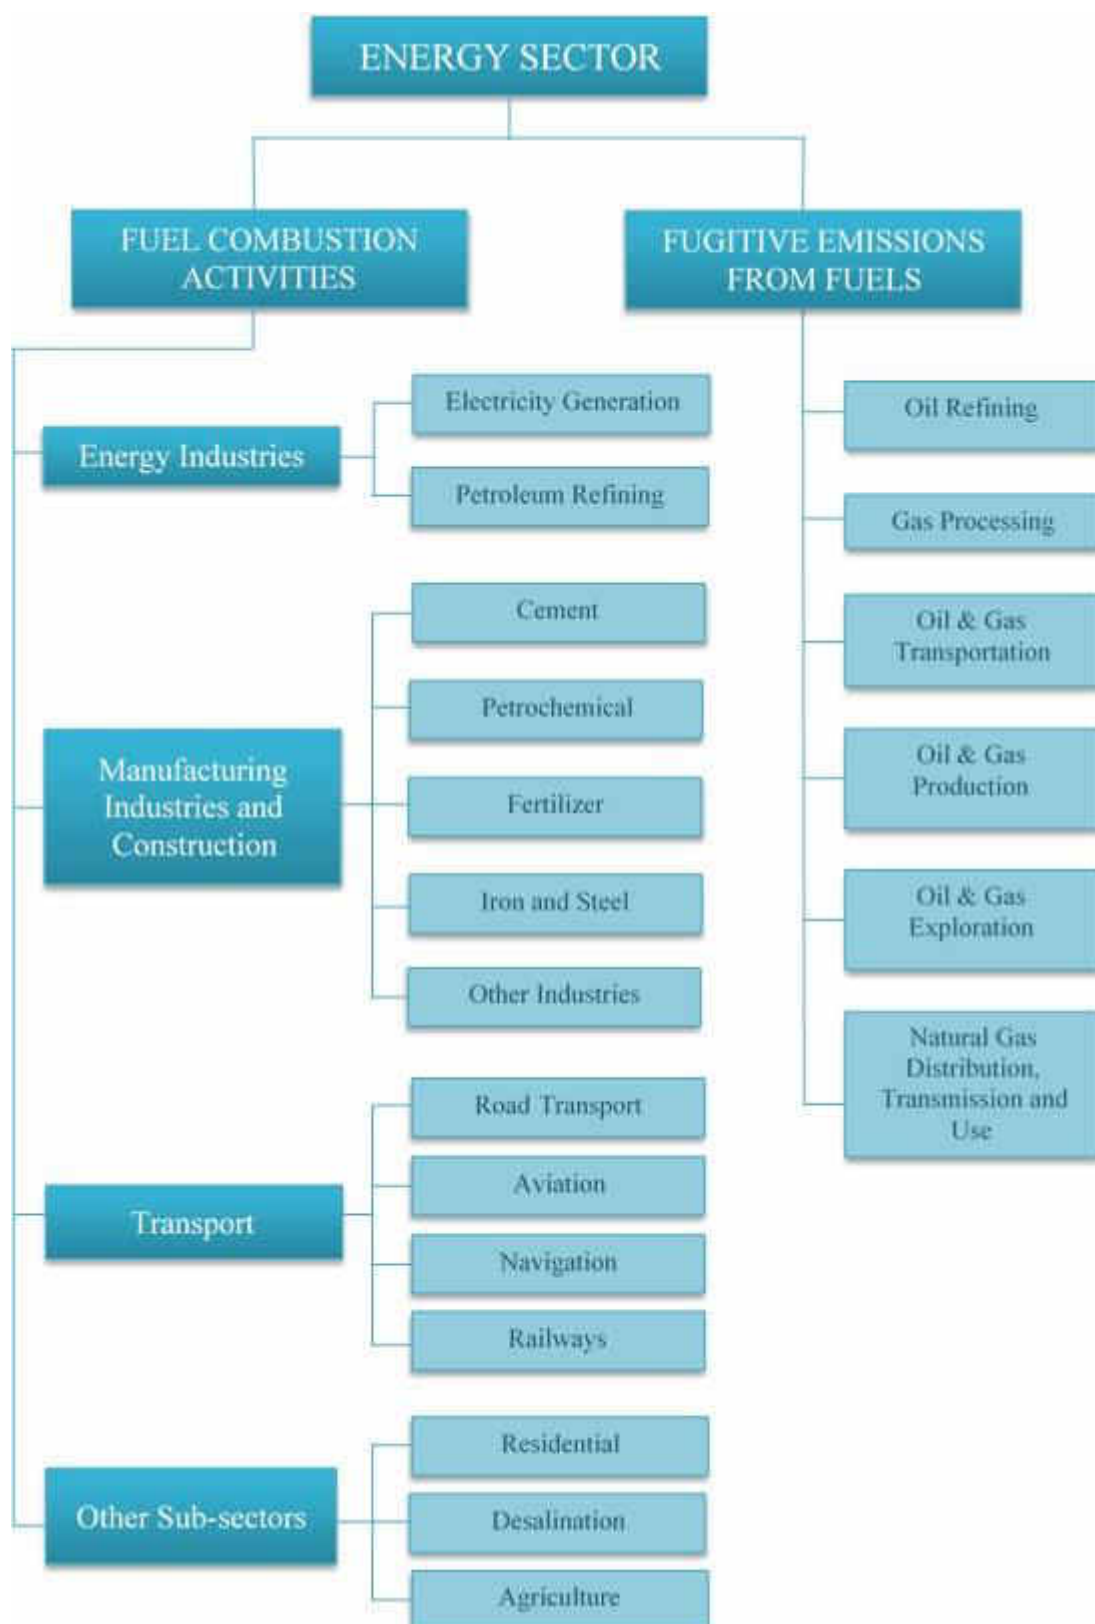 ENERGY SECTOR
FUEL COMBUSTION
ACTIVITIES
FUGITIVE EMISSIONS
FROM FUELS
Energy Industries
Electricity Generation
Petroleum Refining
Manufacturing
Industries and
Construction
Cement
Petrochemical
Fertilizer
Iron and Steel
Other Industries
Transport
Road Transport
Aviation
Navigation
Railways
Other Sub-sectors
Residential
Desalination
Agriculture
Oil Refining
Gas Processing
Oil & Gas
Transportation
Oil & Gas
Production
Oil & Gas
Exploration
Natural Gas
Distribution,
Transmission and
Use